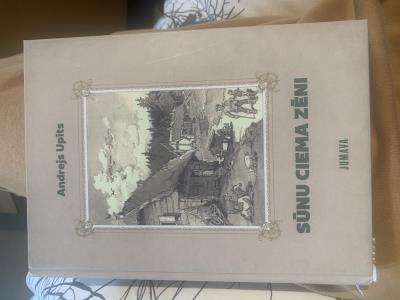 Andrejs Upīts
SŪNU CIEMA ZĒNI
JUMAVA